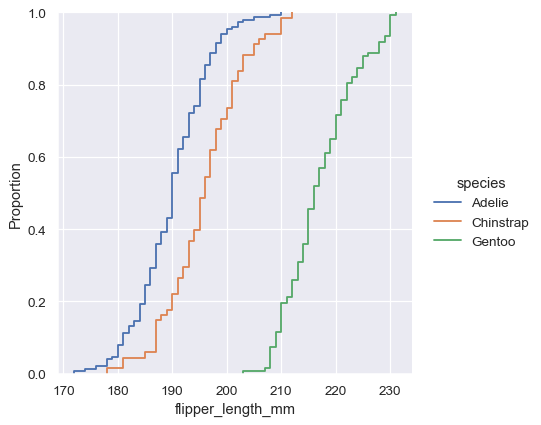 1.0
0.8
0.6
0.4
0.2
0.0
Proportion
170 180 190 200 210 220 230
flipper_length_mm
species
Adelie
Chinstrap
Gentoo